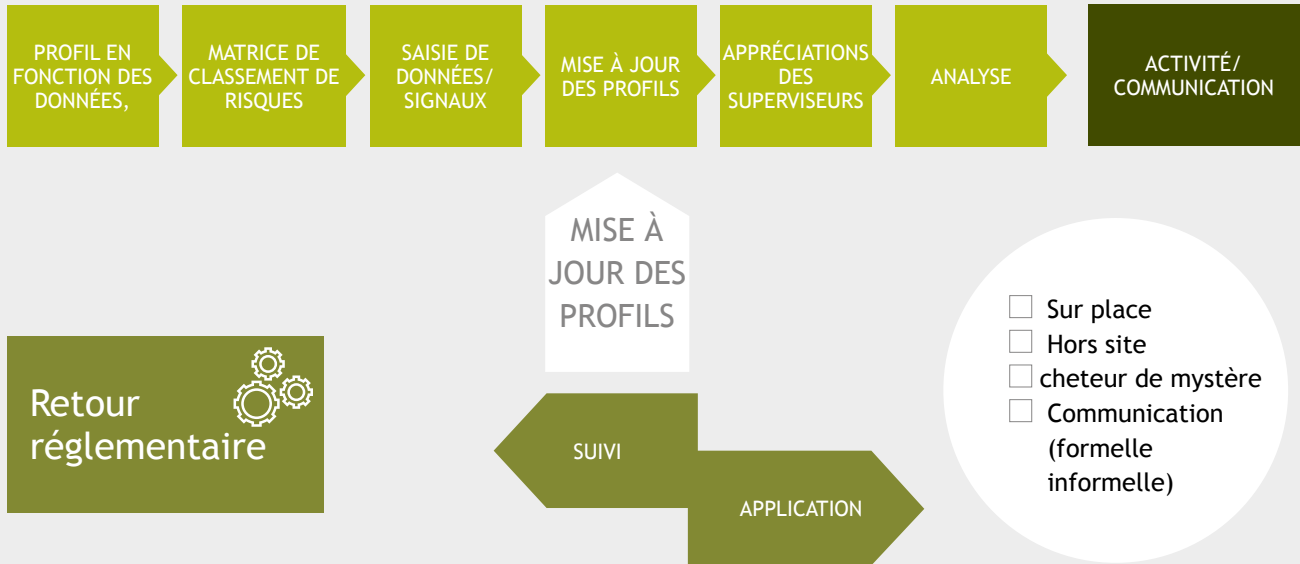 PROFIL EN
FONCTION DES
DONNÉES,
MATRICE DE
CLASSEMENT DE
RISQUES
SAISIE DE
DONNÉES/
SIGNAUX
MISE À JOUR
DES PROFILS
APPRÉCIATIONS
DES
SUPERVISEURS
ANALYSE
ACTIVITÉ/
COMMUNICATION
MISE À
JOUR DES
PROFILS
Retour
réglementaire
SUIVI
APPLICATION
Sur place
Hors site
cheteur de mystère
Communication
(formelle
informelle)